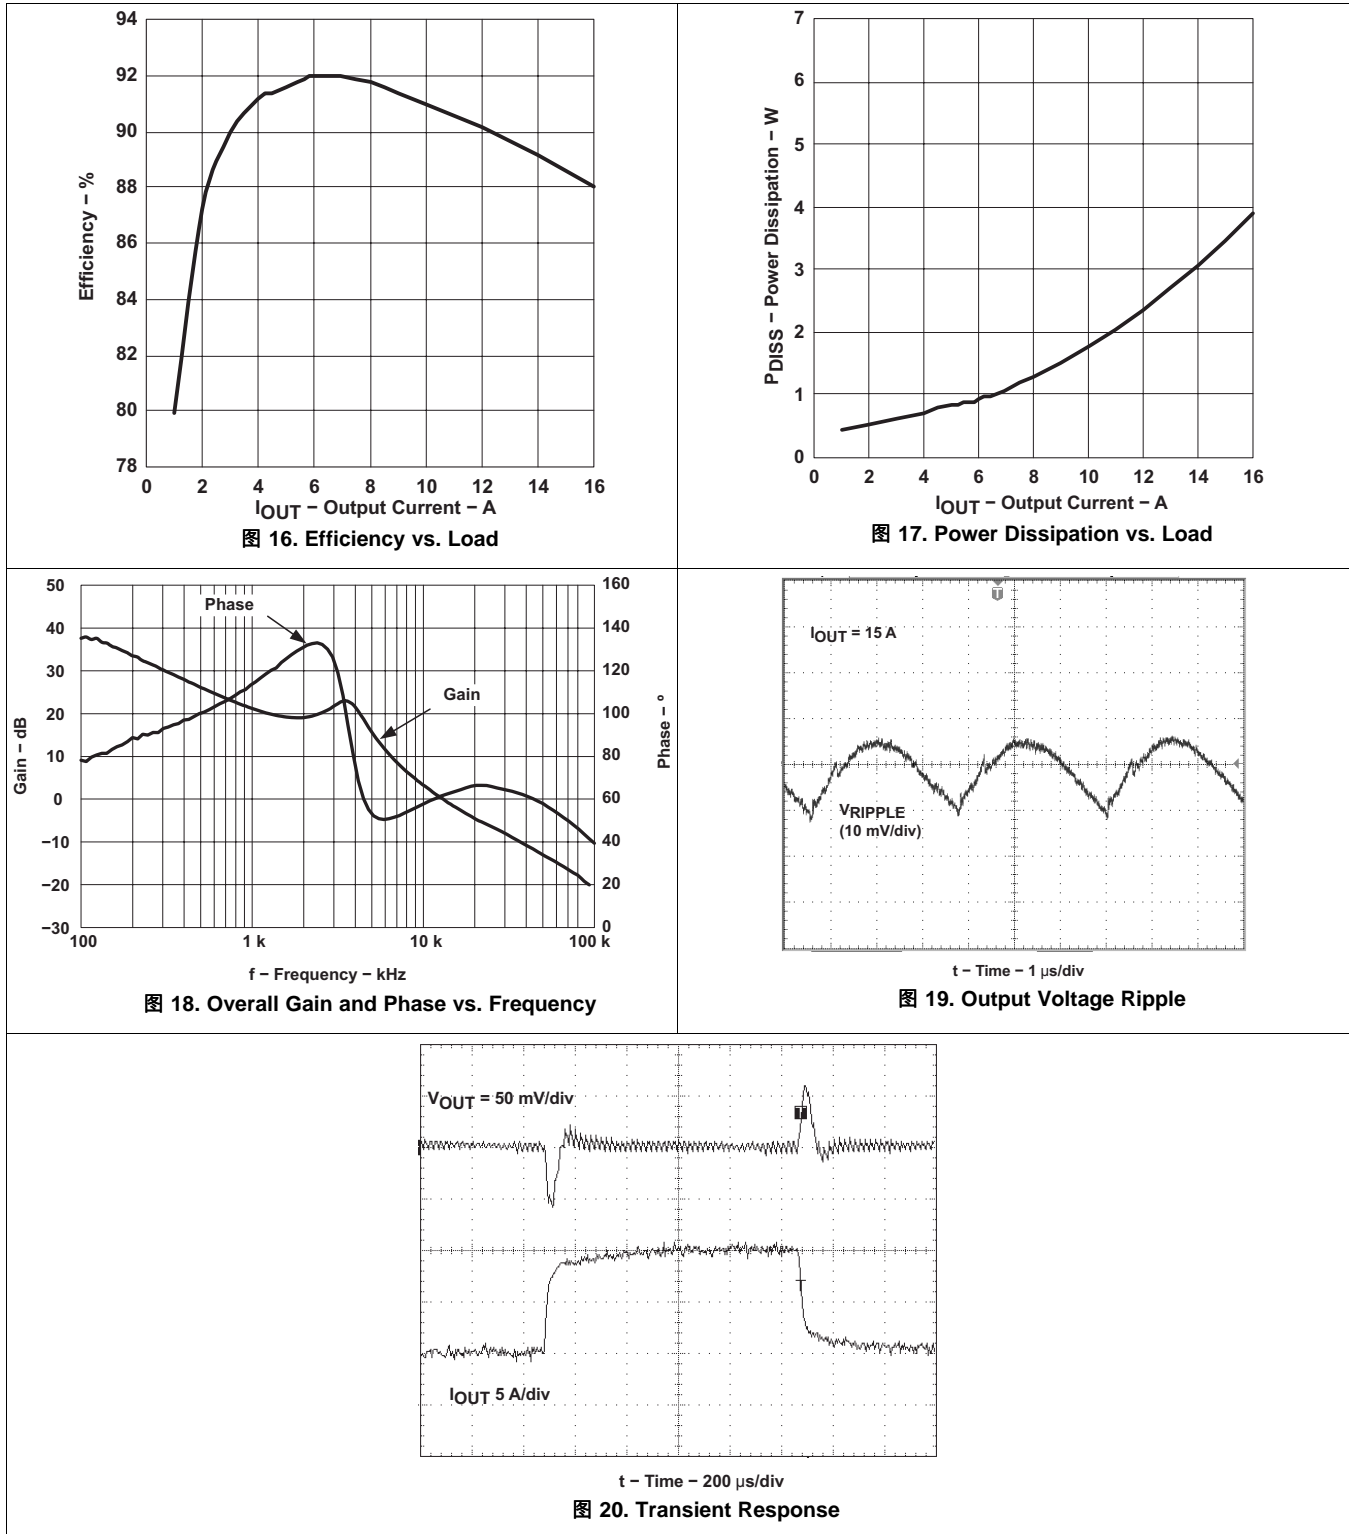 94
92
90
88
86
84
82
80
78
Efficiency – %
0 2 4 6 8 10 12 14 16
IOUT – Output Current – A
图 16. Efficiency vs. Load
7
6
5
4
3
2
1
0
PDISS – Power Dissipation – W
0 2 4 6 8 10 12 14 16
IOUT – Output Current – A
图 17. Power Dissipation vs. Load
50
40
30
20
10
0
–10
–20
–30
Gain – dB
Phase
Gain
160
140
120
100
80
60
40
20
0
Phase – º
100 1 k 10 k 100 k
f – Frequency – kHz
图 18. Overall Gain and Phase vs. Frequency
T
IOUT = 15 A
VRIPPLE
(10 mV/div)
t – Time – 1 µs/div
图 19. Output Voltage Ripple
VOUT = 50 mV/div
T
IOUT 5 A/div
t – Time – 200 µs/div
图 20. Transient Response